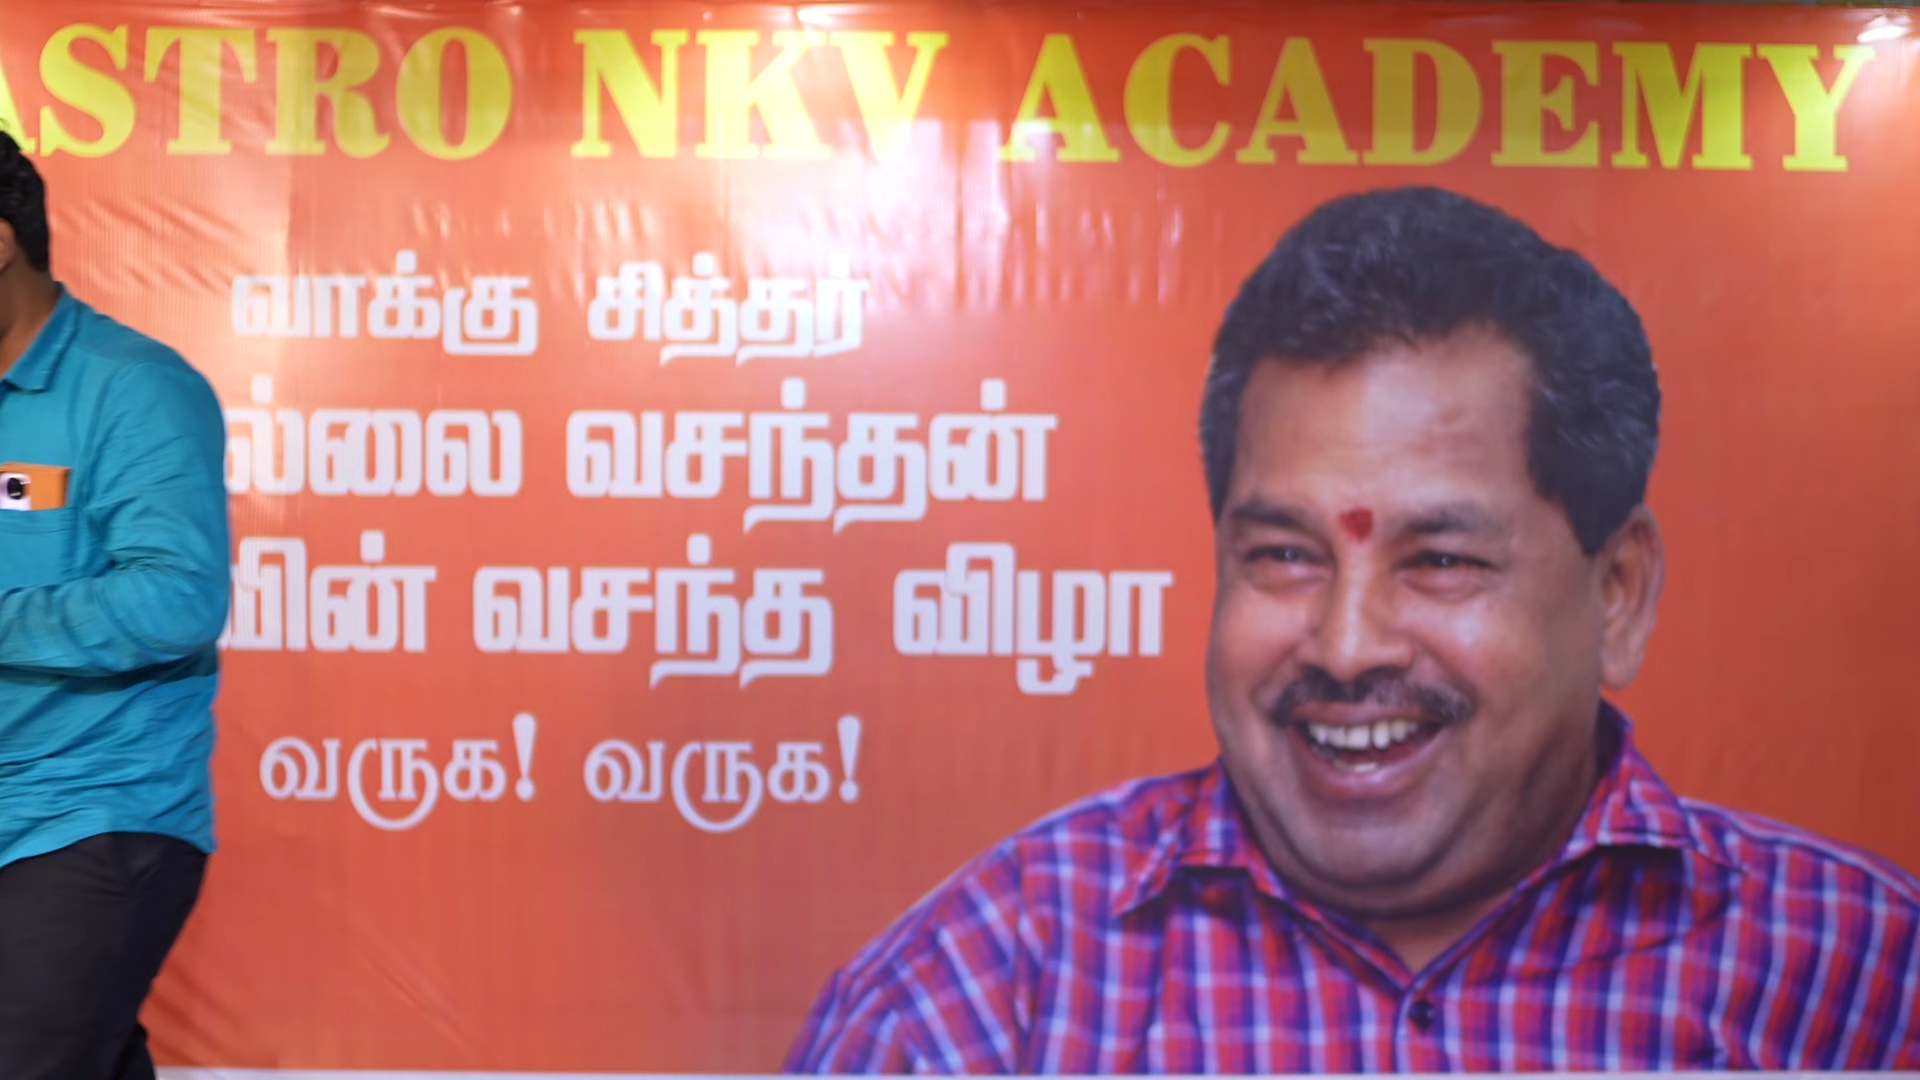 ASTRO NKV ACADEMY
வாக்கு சித்தர்
வசந்தன்
வசந்த விழா
வருக! வருக!